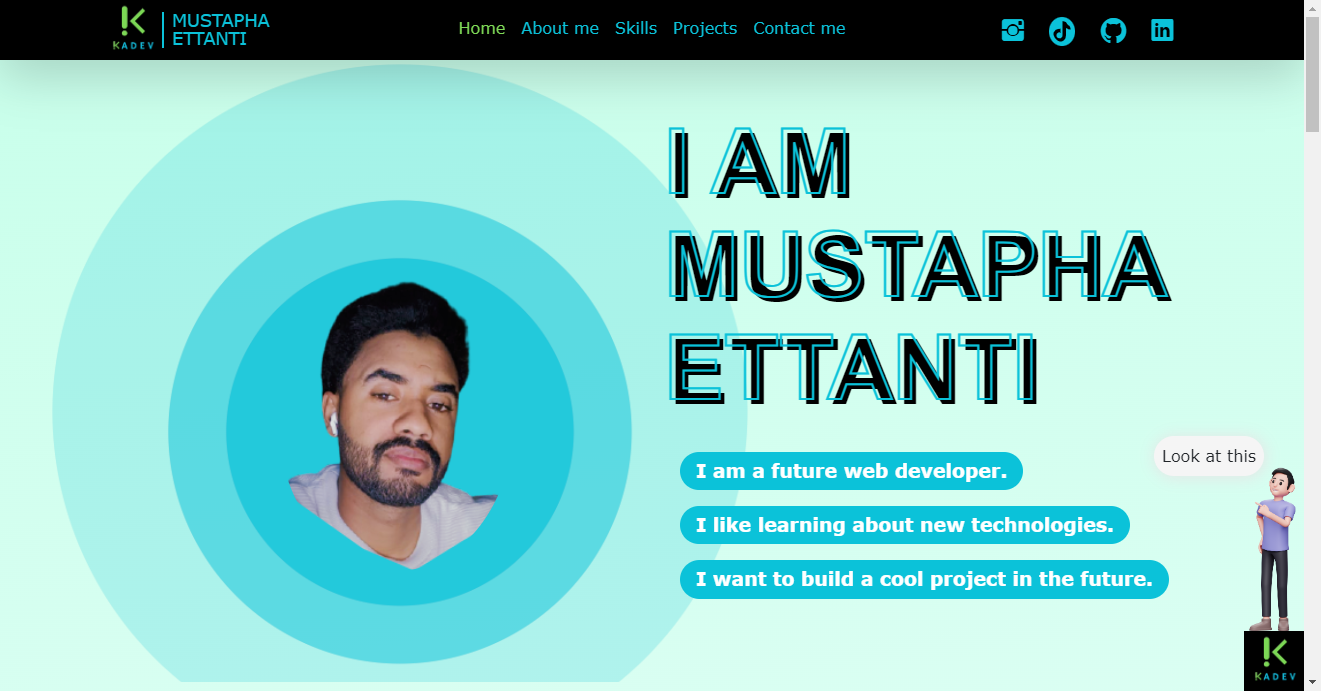 KADEV
MUSTAPHA
ETTANTI
Home About me Skills Projects Contact me
I AM
MUSTAPHA
ETTANTI
I am a future web developer.
I like learning about new technologies.
I want to build a cool project in the future.
Look at this
KADEV